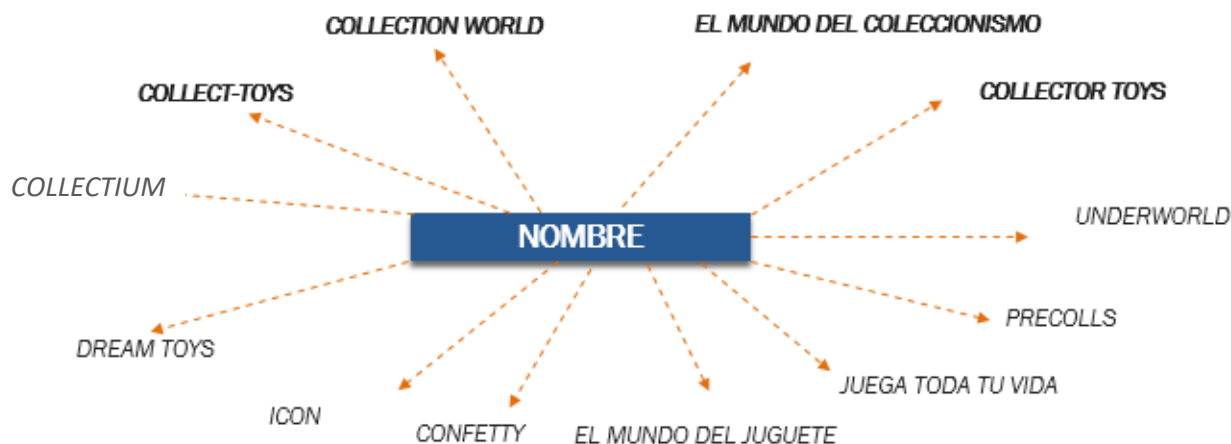 COLLECTION WORLD
EL MUNDO DEL COLECCIONISMO
COLLECT-TOYS
COLLECTOR TOYS
COLLECTIUM
UNDERWORLD
NOMBRE
PRECOLLS
DREAM TOYS
JUEGA TODA TU VIDA
ICON
CONFETTY
EL MUNDO DEL JUGUETE